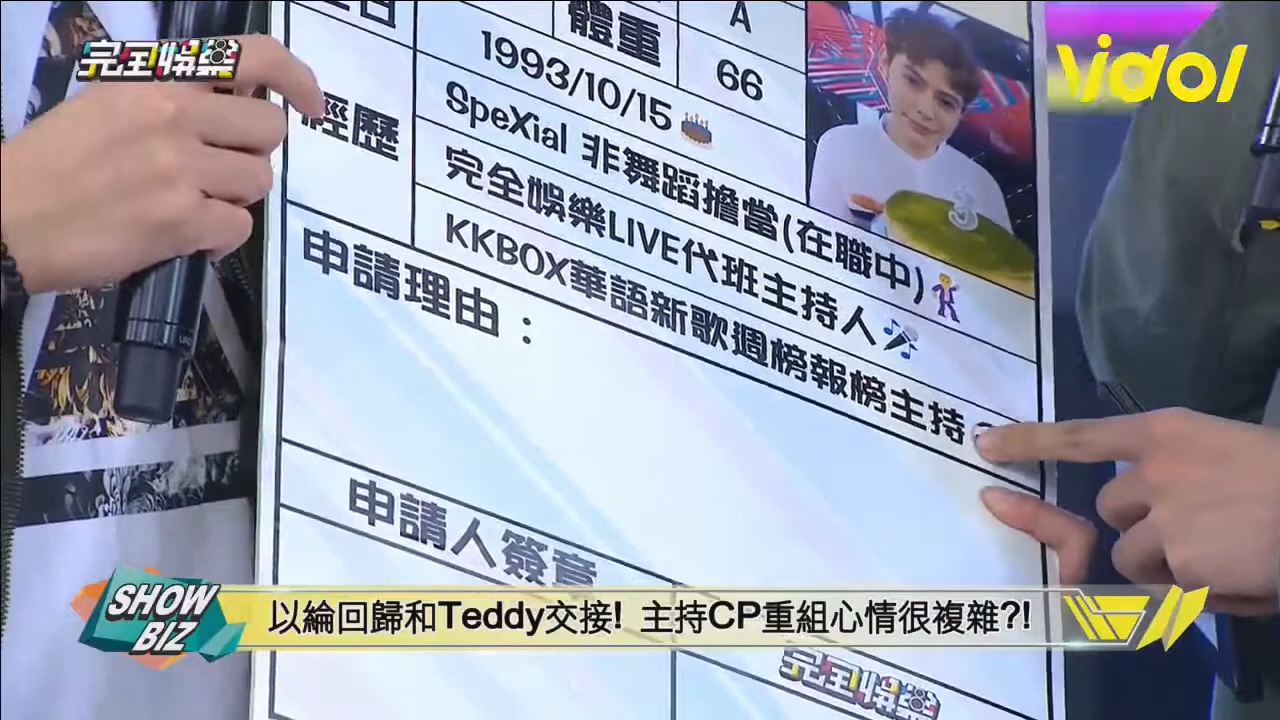 完全娛樂
Vidol
體重
A
66
1993/10/15
經歷
SpeXial 非舞蹈擔當(在職中)
完全娛樂LIVE代班主持人
KKBOX華語新歌週榜報榜主持
申請理由：
3
申請人簽章
SHOW BIZ
以綸回歸和Teddy交接! 主持CP重組心情很複雜?!
完全娛樂